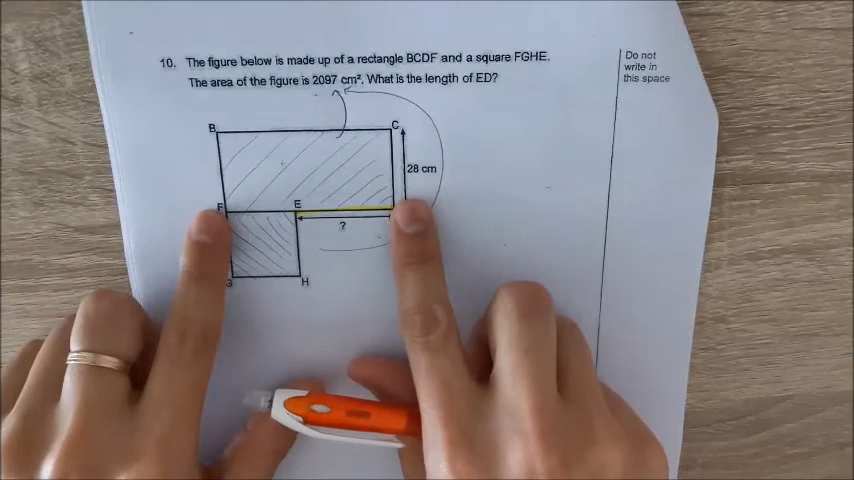 10. The figure below is made up of a rectangle BCDF and a square FGHE.
The area of the figure is 2097 cm². What is the length of ED?
Do not
write in
this space
B
C
28 cm
F
E
?
G
H